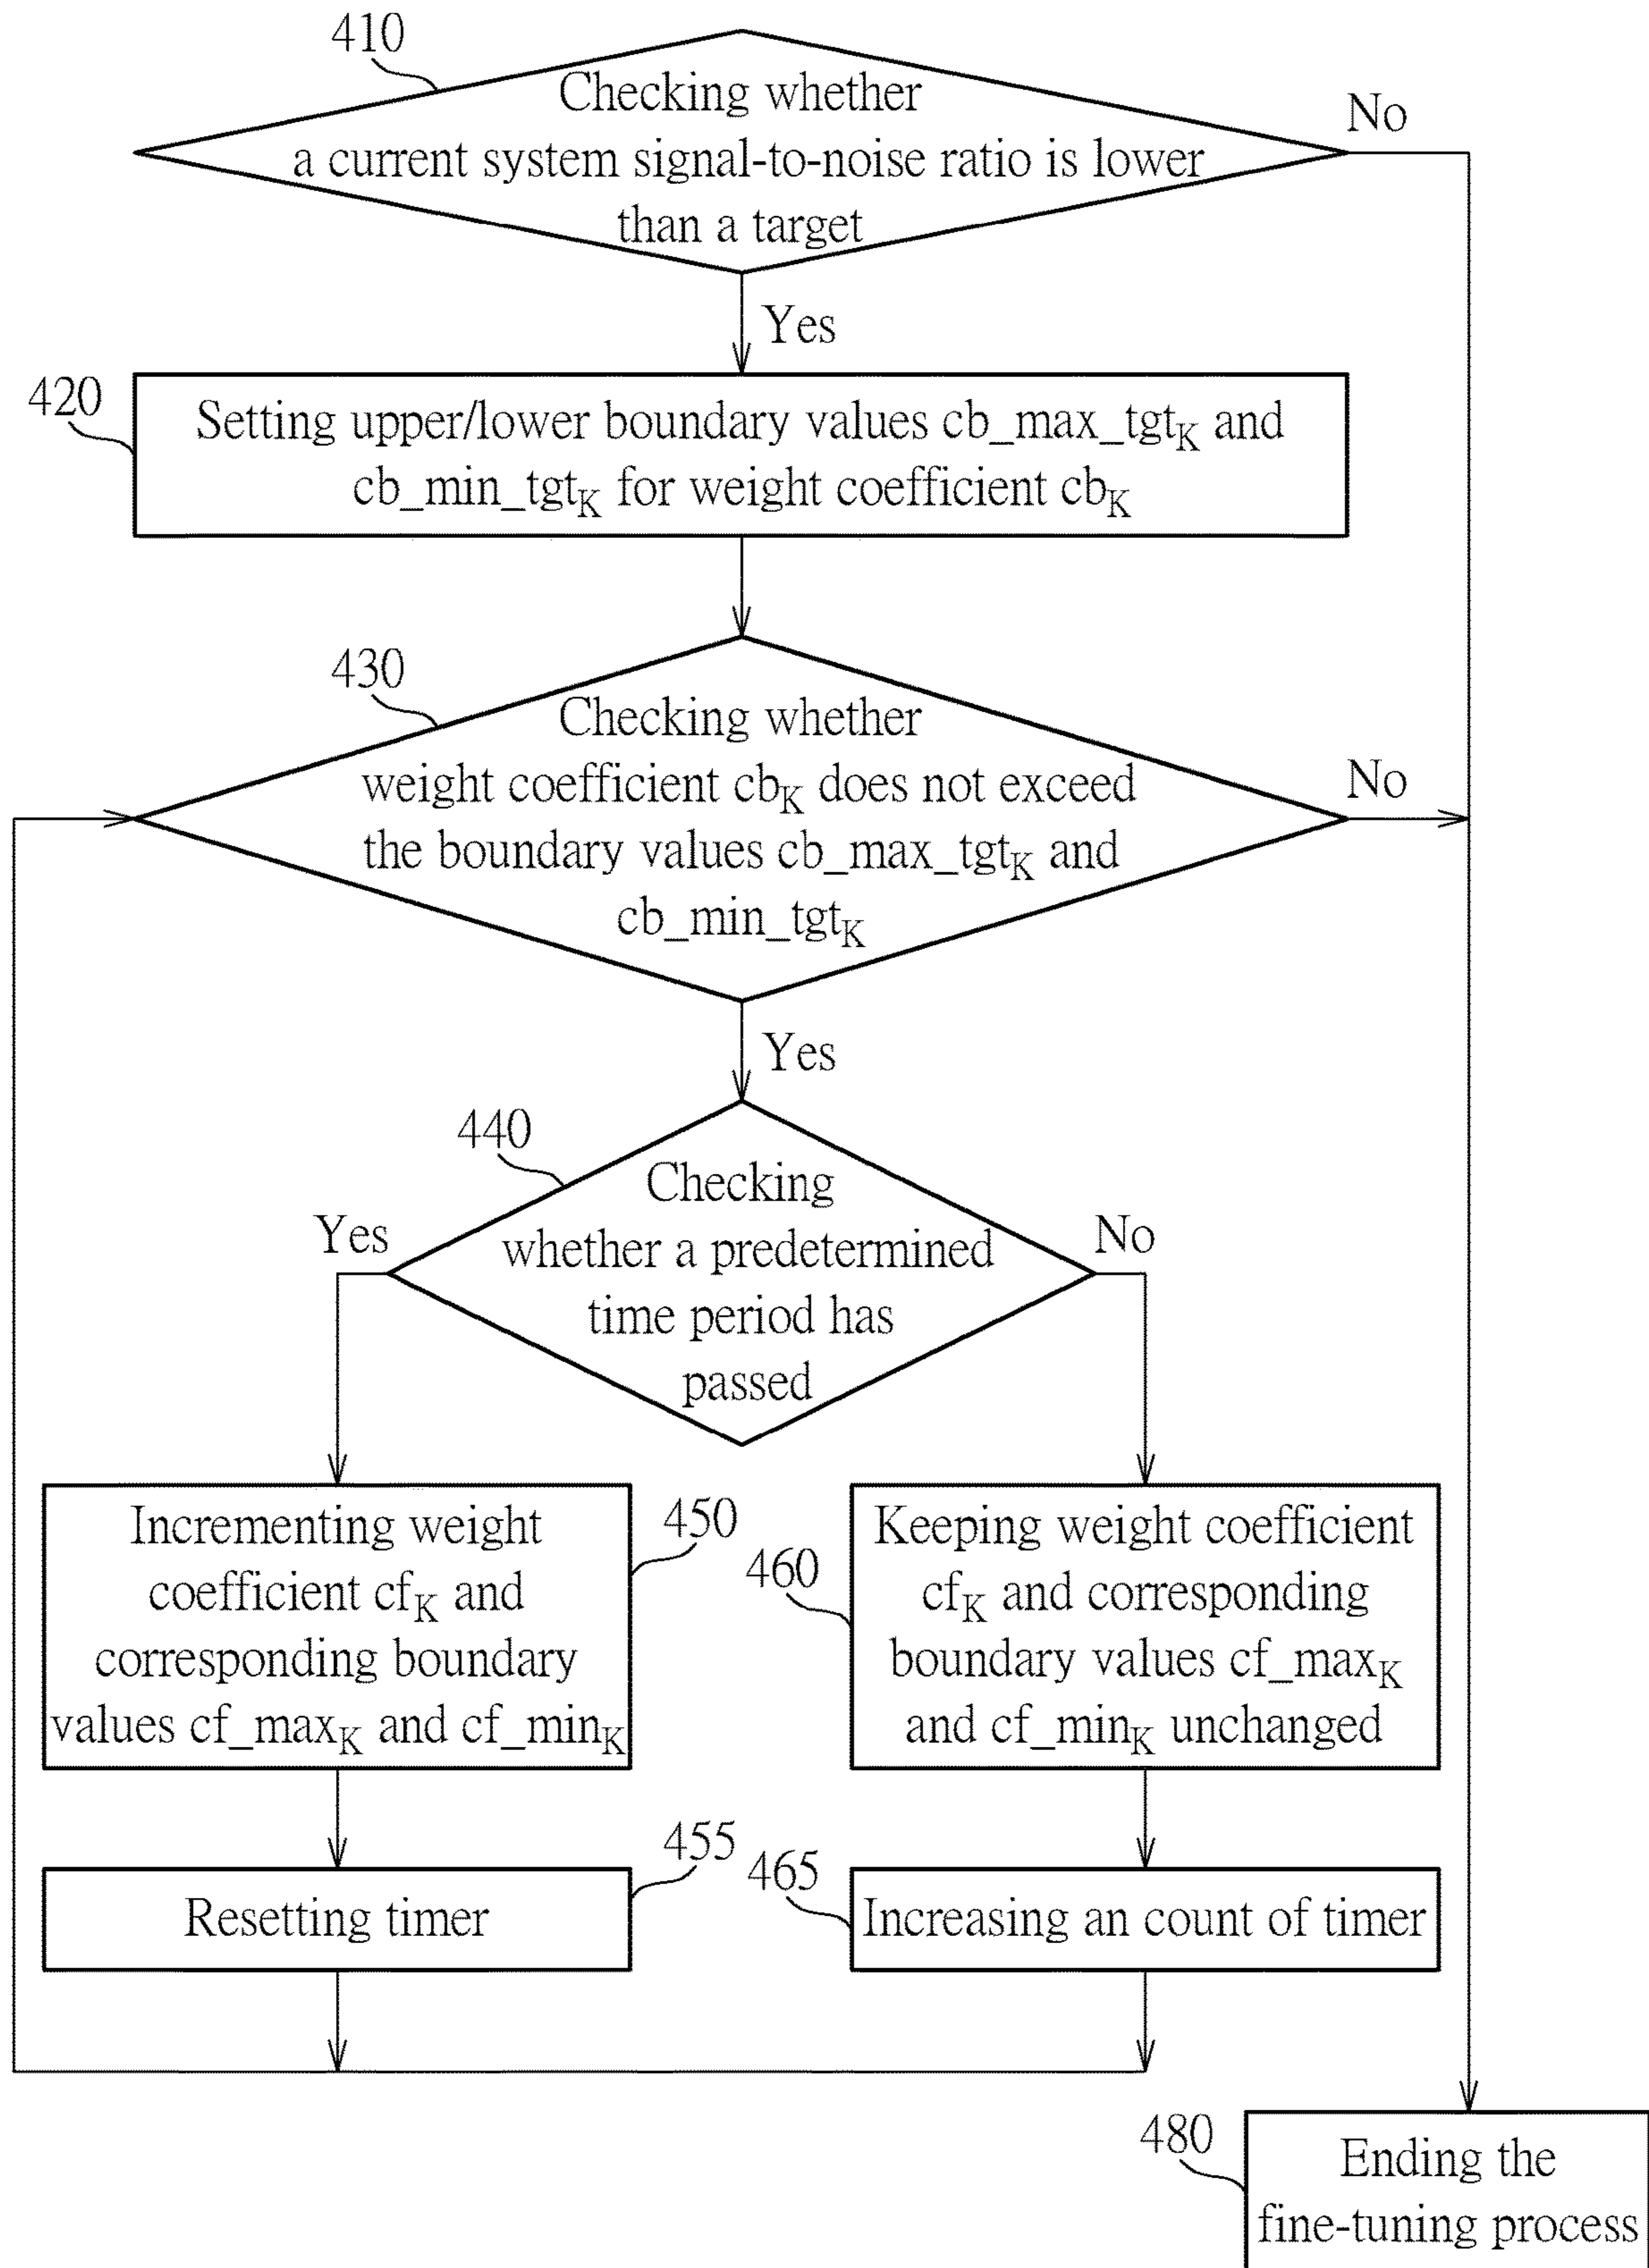 410
Checking whether
a current system signal-to-noise ratio is lower
than a target
No
Yes
420
Setting upper/lower boundary values cb_max_tgtK and
cb_min_tgtK for weight coefficient cbK
430
Checking whether
weight coefficient cbK does not exceed
the boundary values cb_max_tgtK and
cb_min_tgtK
No
Yes
440
Checking
whether a predetermined
time period has
passed
Yes
No
450
Incrementing weight
coefficient cfK and
corresponding boundary
values cf_maxK and cf_minK
460
Keeping weight coefficient
cfK and corresponding
boundary values cf_maxK
and cf_minK unchanged
455
Resetting timer
465
Increasing an count of timer
480
Ending the
fine-tuning process